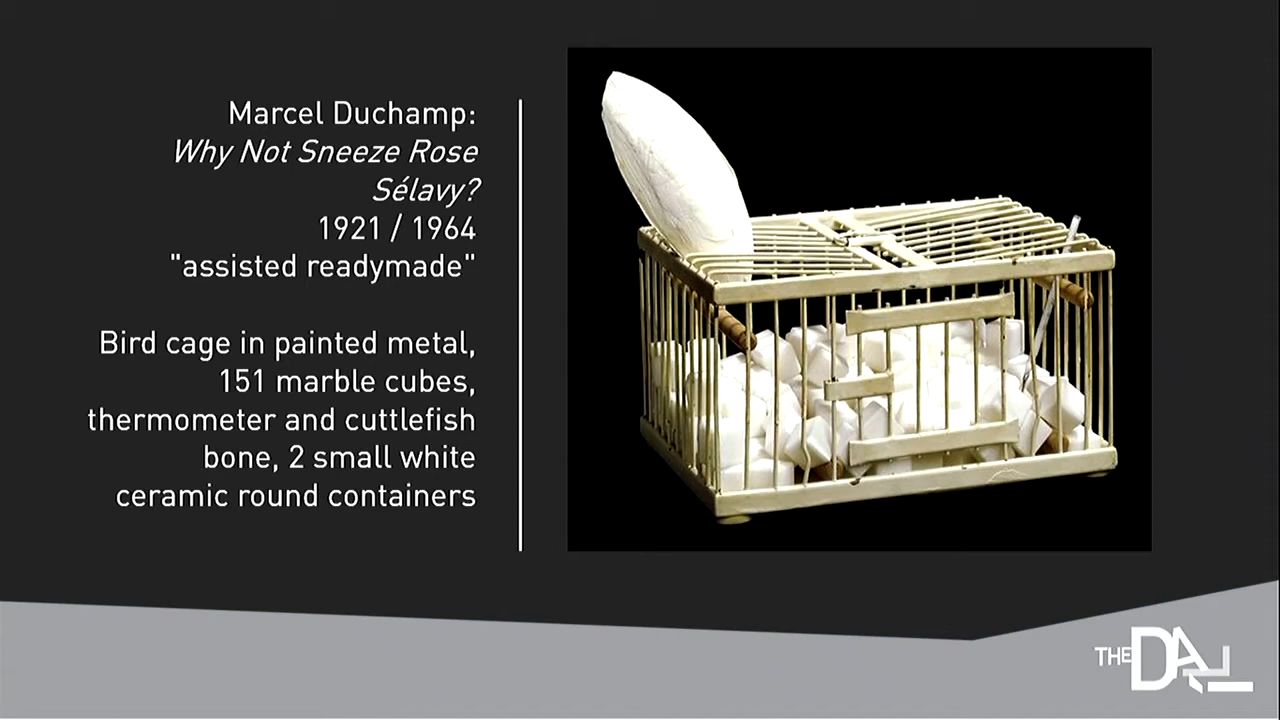 Marcel Duchamp:
Why Not Sneeze Rose
Sélavy?
1921 / 1964
"assisted readymade"
Bird cage in painted metal,
151 marble cubes,
thermometer and cuttlefish
bone, 2 small white
ceramic round containers
THE DALÍ